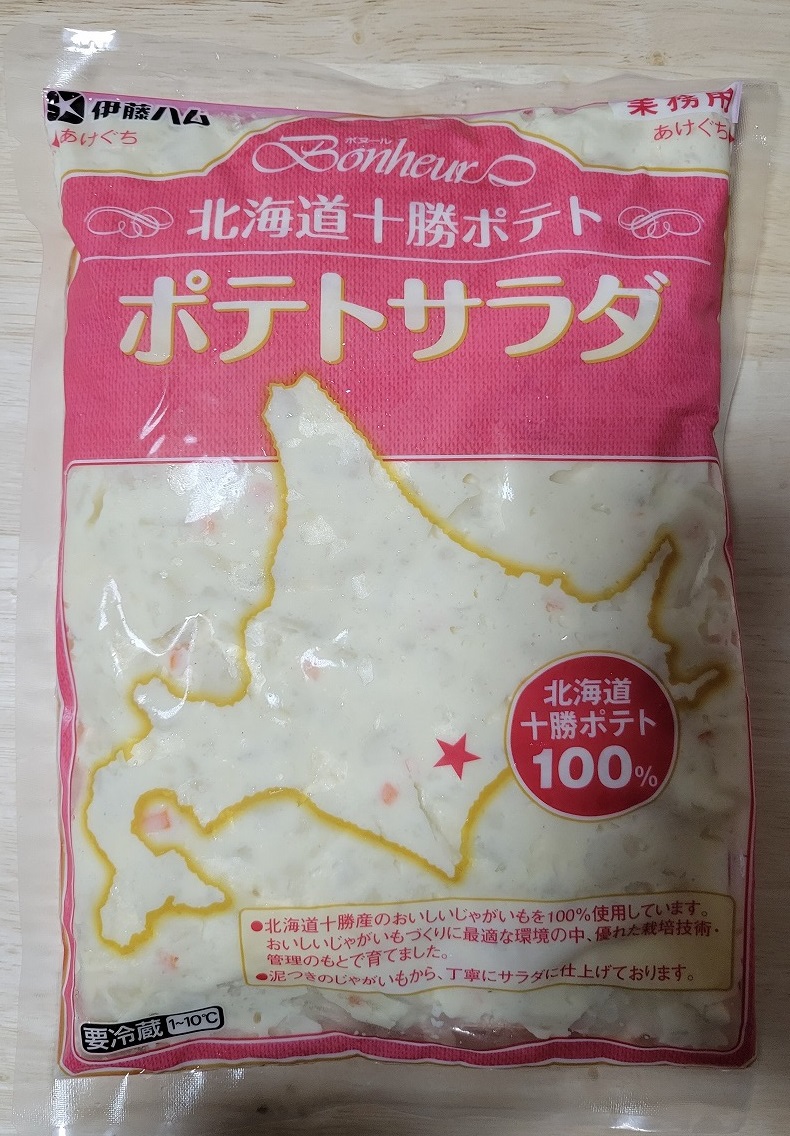 伊藤ハム
業務用
あけぐち
あけぐち
ボヌール
Bonheur
北海道十勝ポテト
ポテトサラダ
北海道
十勝ポテト
100%
●北海道十勝産のおいしいじゃがいもを100%使用しています。
おいしいじゃがいもづくりに最適な環境の中、優れた栽培技術・
管理のもとで育てました。
●泥つきのじゃがいもから、丁寧にサラダに仕上げております。
要冷蔵 1~10℃